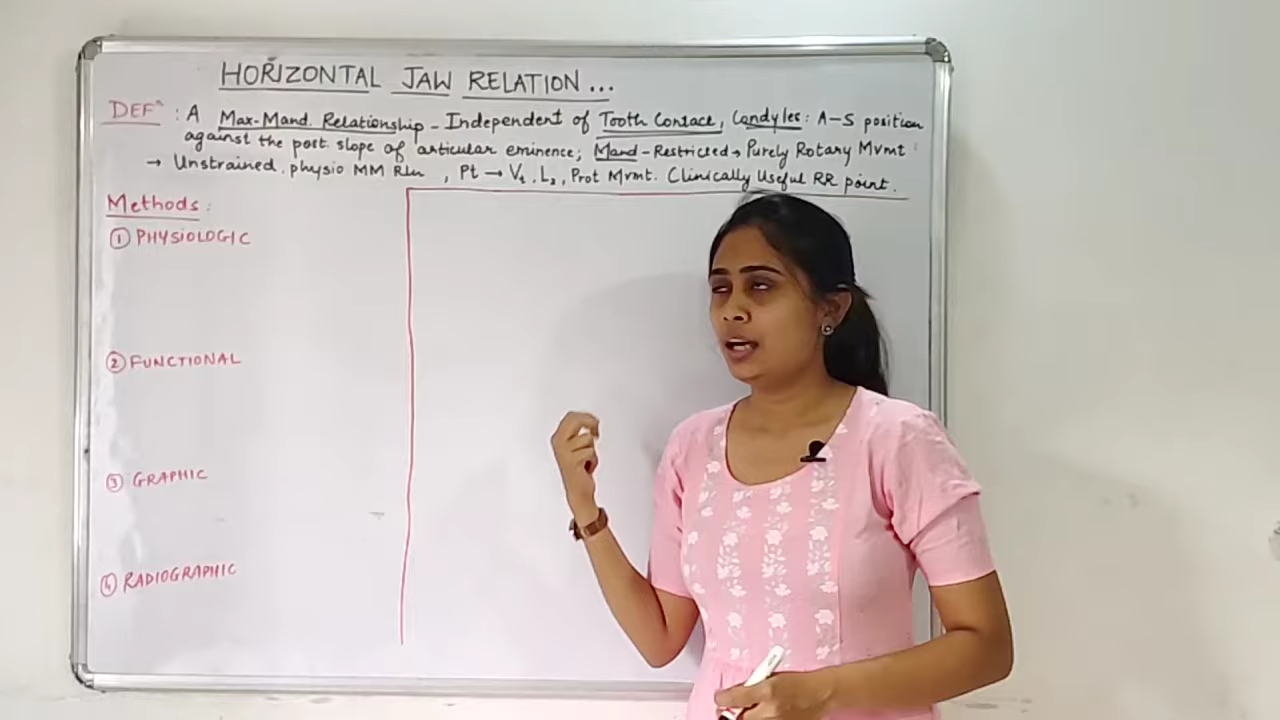 HORIZONTAL JAW RELATION...
DEFⁿ : A Max-Mand. Relationship - Independent of Tooth Contact, Condyles : A-S position
against the post. slope of articular eminence; Mand - Restricted → Purely Rotary Mvmt :
→ Unstrained, physio MM Rln , Pt → V, L, Prot Mvmt. Clinically Useful RR point.
Methods :
① PHYSIOLOGIC
② FUNCTIONAL
③ GRAPHIC
④ RADIOGRAPHIC